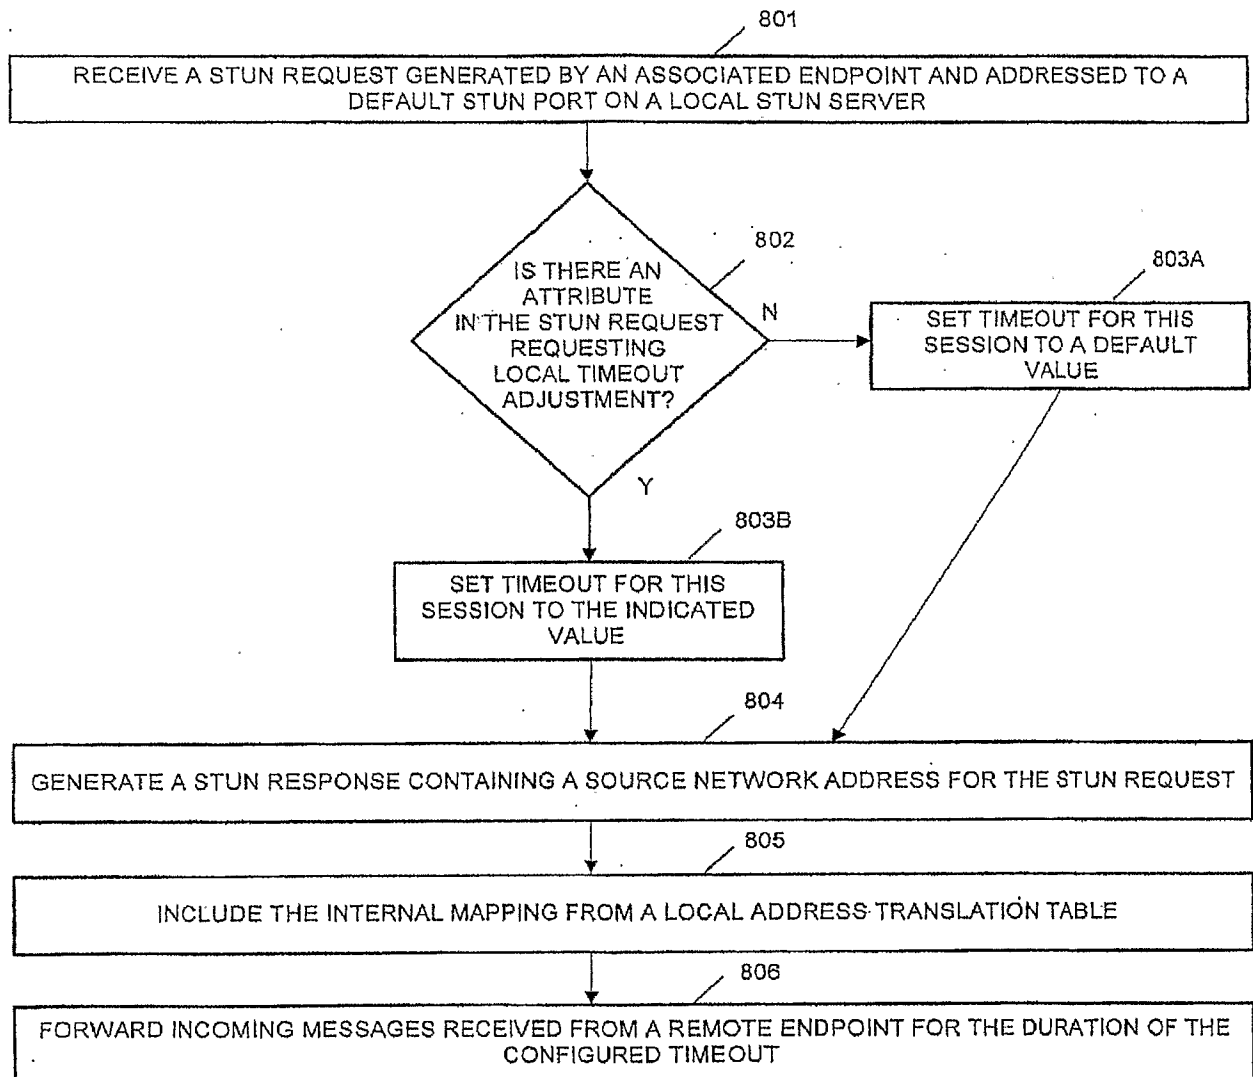 801
RECEIVE A STUN REQUEST GENERATED BY AN ASSOCIATED ENDPOINT AND ADDRESSED TO A
DEFAULT STUN PORT ON A LOCAL STUN SERVER
802
IS THERE AN
ATTRIBUTE
IN THE STUN REQUEST
REQUESTING
LOCAL TIMEOUT
ADJUSTMENT?
N
803A
SET TIMEOUT FOR THIS
SESSION TO A DEFAULT
VALUE
Y
803B
SET TIMEOUT FOR THIS
SESSION TO THE INDICATED
VALUE
804
GENERATE A STUN RESPONSE CONTAINING A SOURCE NETWORK ADDRESS FOR THE STUN REQUEST
805
INCLUDE THE INTERNAL MAPPING FROM A LOCAL ADDRESS TRANSLATION TABLE
806
FORWARD INCOMING MESSAGES RECEIVED FROM A REMOTE ENDPOINT FOR THE DURATION OF THE
CONFIGURED TIMEOUT